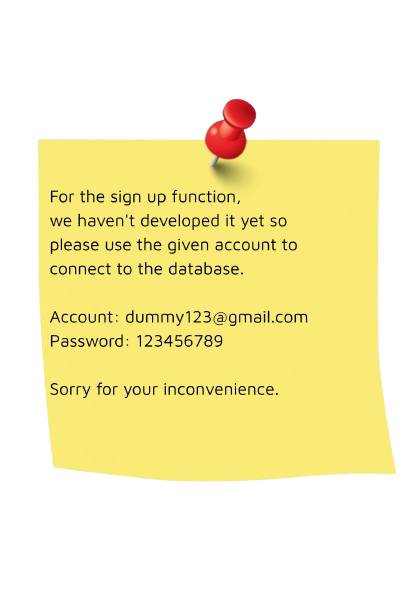 For the sign up function,
we haven't developed it yet so
please use the given account to
connect to the database.
Account: dummy123@gmail.com
Password: 123456789
Sorry for your inconvenience.